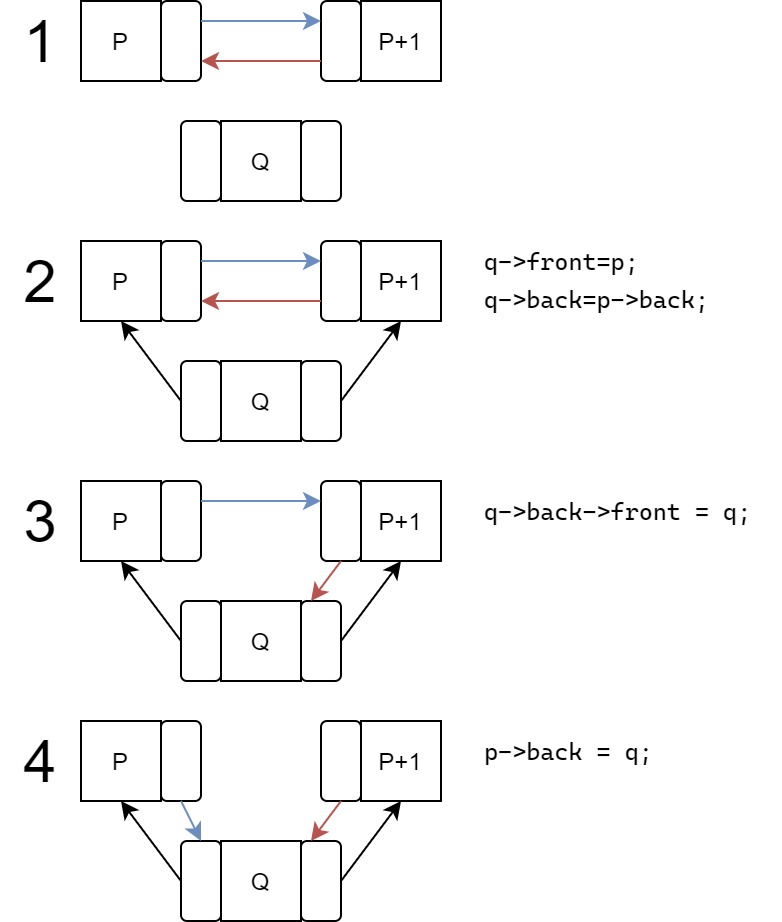 1
P
P+1
Q
2
P
P+1
q->front=p;
q->back=p->back;
Q
3
P
P+1
q->back->front = q;
Q
4
P
P+1
p->back = q;
Q